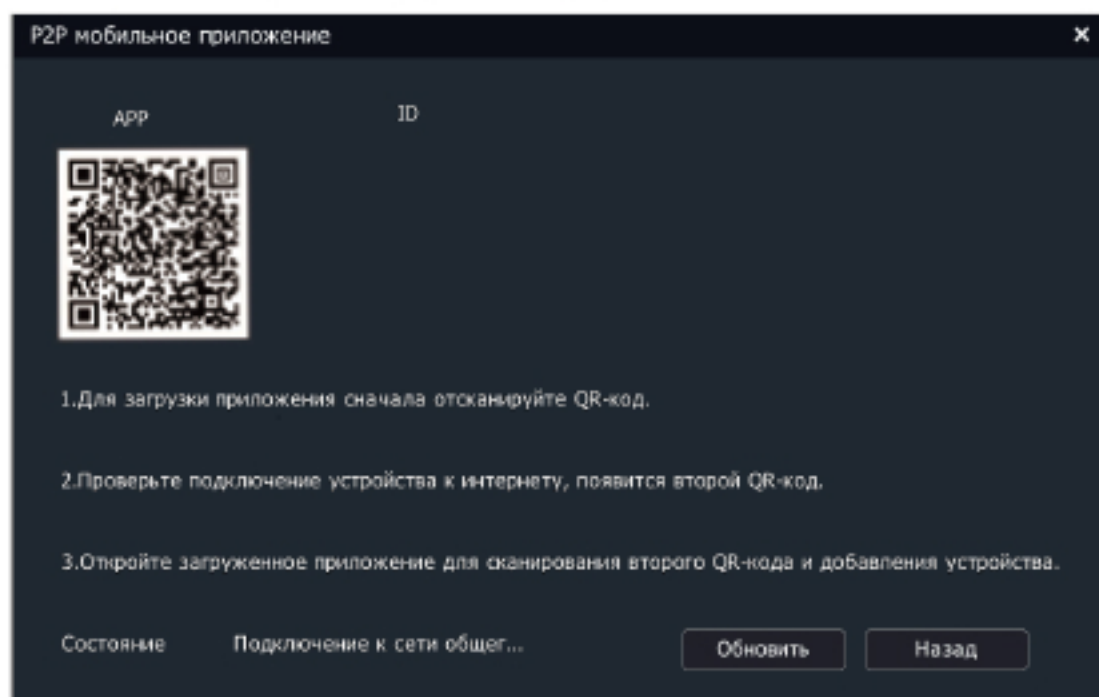 P2P мобильное приложение
APP ID
1.Для загрузки приложения сначала отсканируйте QR-код.
2.Проверьте подключение устройства к интернету, появится второй QR-код.
3.Откройте загруженное приложение для сканирования второго QR-кода и добавления устройства.
Состояние Подключение к сети общег...
Обновить Назад